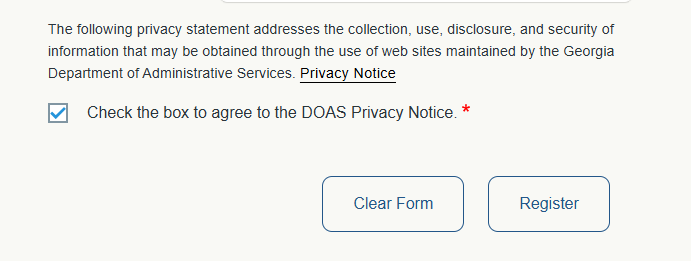 The following privacy statement addresses the collection, use, disclosure, and security of
information that may be obtained through the use of web sites maintained by the Georgia
Department of Administrative Services. Privacy Notice
Check the box to agree to the DOAS Privacy Notice. *
Clear Form Register